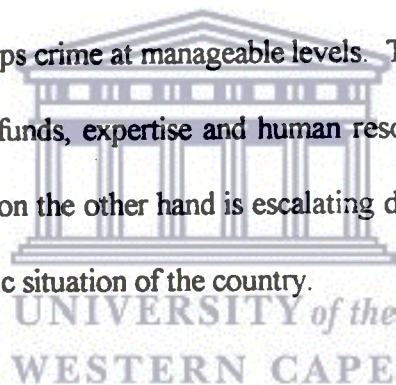 ps crime at manageable levels. T
funds, expertise and human reso
on the other hand is escalating d
c situation of the country.
UNIVERSITY of the
WESTERN CAPE